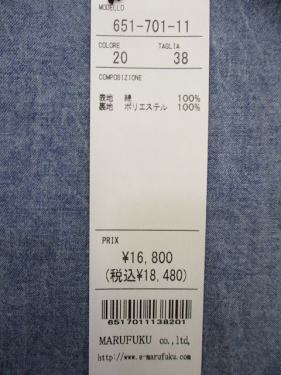 MODELLO
651-701-11
COLORE TAGLIA
20 38
COMPOSIZIONE
表地 綿 100%
裏地 ポリエステル 100%
PRIX
¥16,800
(税込¥18,480)
6517011138201
MARUFUKU co.,ltd,
http://www.e-marufuku.com/